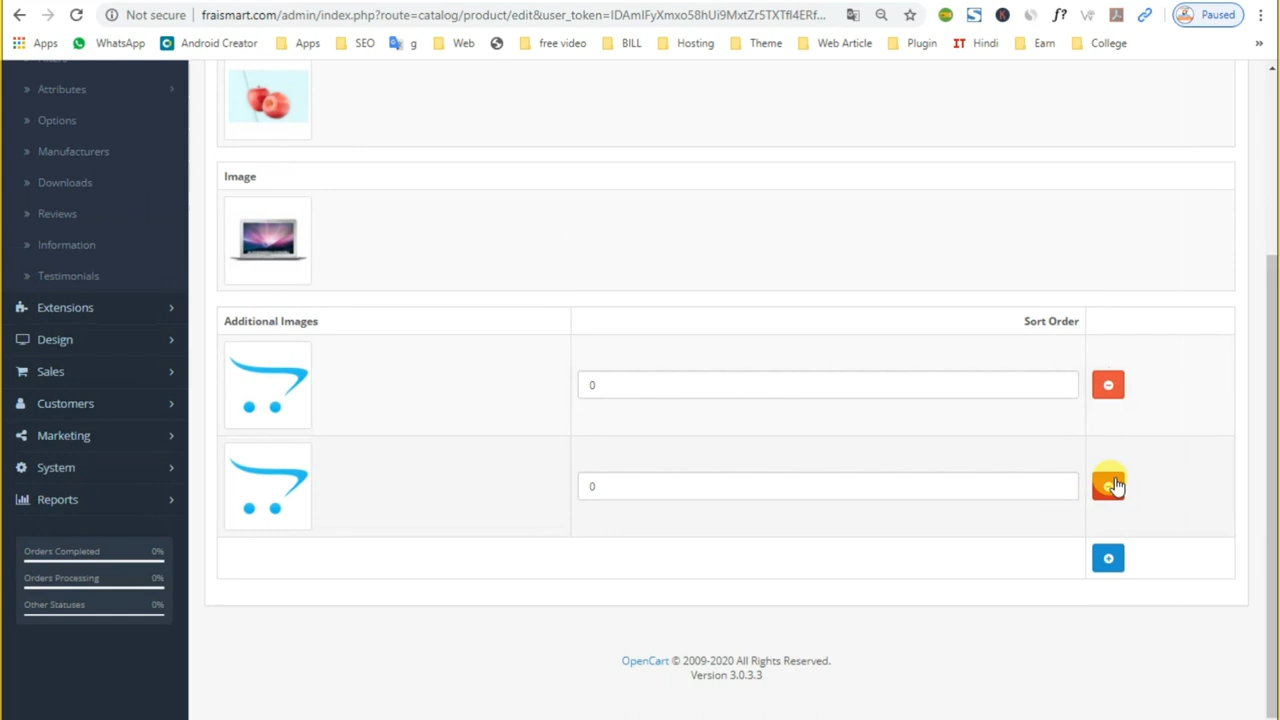 Not secure | fraismart.com/admin/index.php?route=catalog/product/edit&user_token=IDAmIFyXmxo58hUi9MxtZr5TXTfl4ERf...
f?
Paused
Apps
WhatsApp
Android Creator
Apps
SEO
g
Web
free video
BILL
Hosting
Theme
Web Article
Plugin
IT Hindi
Earn
College
»
Attributes
Options
Manufacturers
Downloads
Reviews
Information
Testimonials
Extensions
Design
Sales
Customers
Marketing
System
Reports
Orders Completed 0%
Orders Processing 0%
Other Statuses 0%
Image
Additional Images Sort Order
0
0
OpenCart © 2009-2020 All Rights Reserved.
Version 3.0.3.3